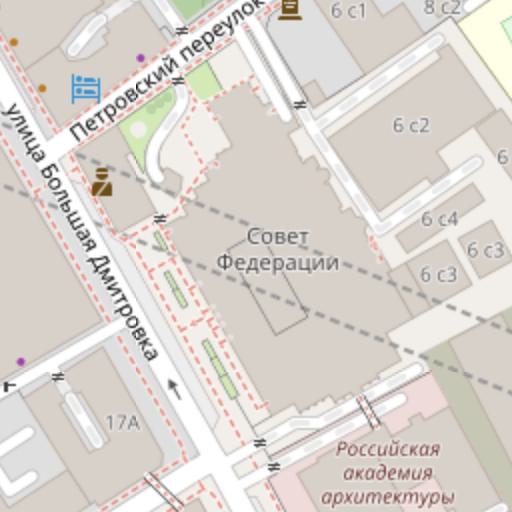 6 с1
8 с2
Петровский переулок
6 с2
улица Большая Дмитровка
6
6 с4
Совет
Федерации
6 с3
6 с3
17А
Российская
академия
архитектуры